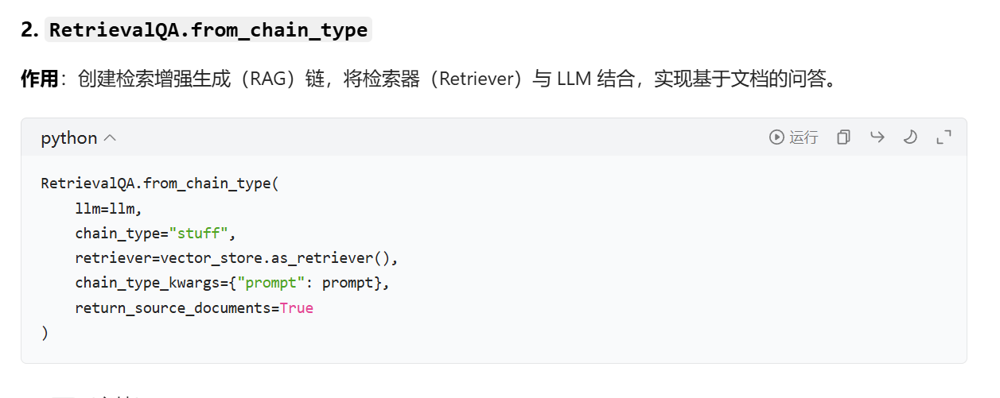 2. RetrievalQA.from_chain_type
作用：创建检索增强生成（RAG）链，将检索器（Retriever）与 LLM 结合，实现基于文档的问答。
python 运行
RetrievalQA.from_chain_type(
    llm=llm,
    chain_type="stuff",
    retriever=vector_store.as_retriever(),
    chain_type_kwargs={"prompt": prompt},
    return_source_documents=True
)